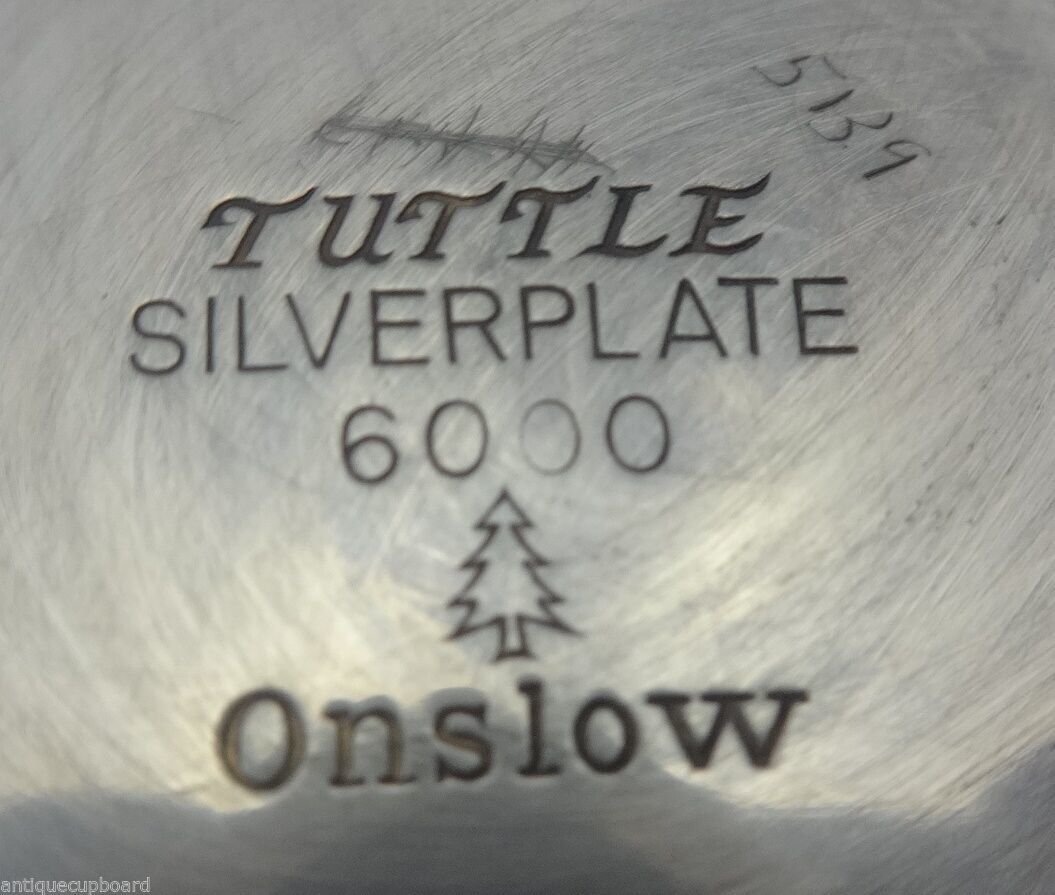 5139
TUTTLE
SILVERPLATE
6000
Onslow
antiquecupboard